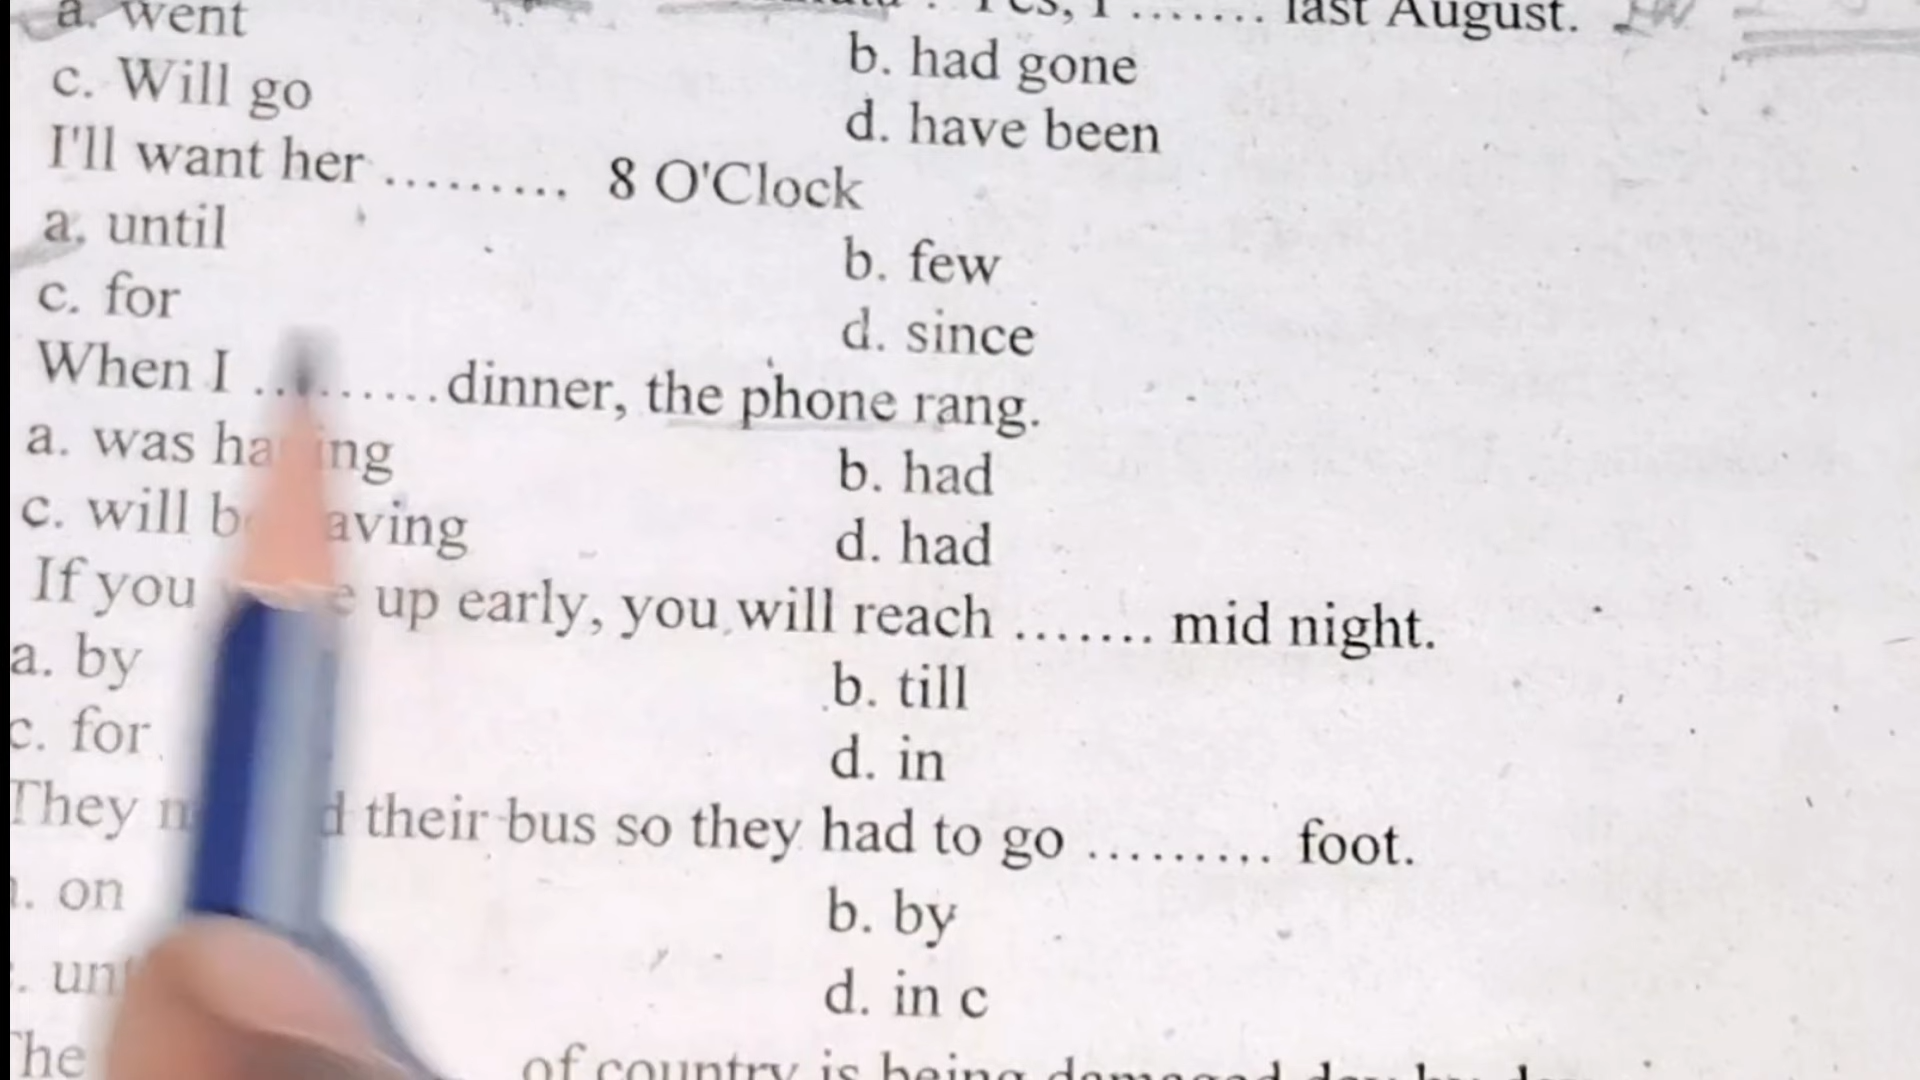 a. went
Yes, I ....... last August.
c. Will go
b. had gone
d. have been
I'll want her ......... 8 O'Clock
a. until
b. few
c. for
d. since
When I ......... dinner, the phone rang.
a. was ha ing
b. had
c. will b aving
d. had
If you up early, you will reach ....... mid night.
a. by
b. till
c. for
d. in
They their bus so they had to go ......... foot.
. on
b. by
d. in c
of country is being damaged day by